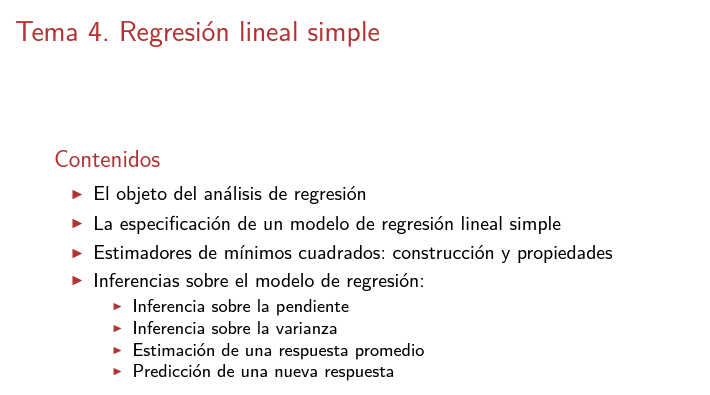 Tema 4. Regresión lineal simple
Contenidos
El objeto del análisis de regresión
La especificación de un modelo de regresión lineal simple
Estimadores de mínimos cuadrados: construcción y propiedades
Inferencias sobre el modelo de regresión:
Inferencia sobre la pendiente
Inferencia sobre la varianza
Estimación de una respuesta promedio
Predicción de una nueva respuesta